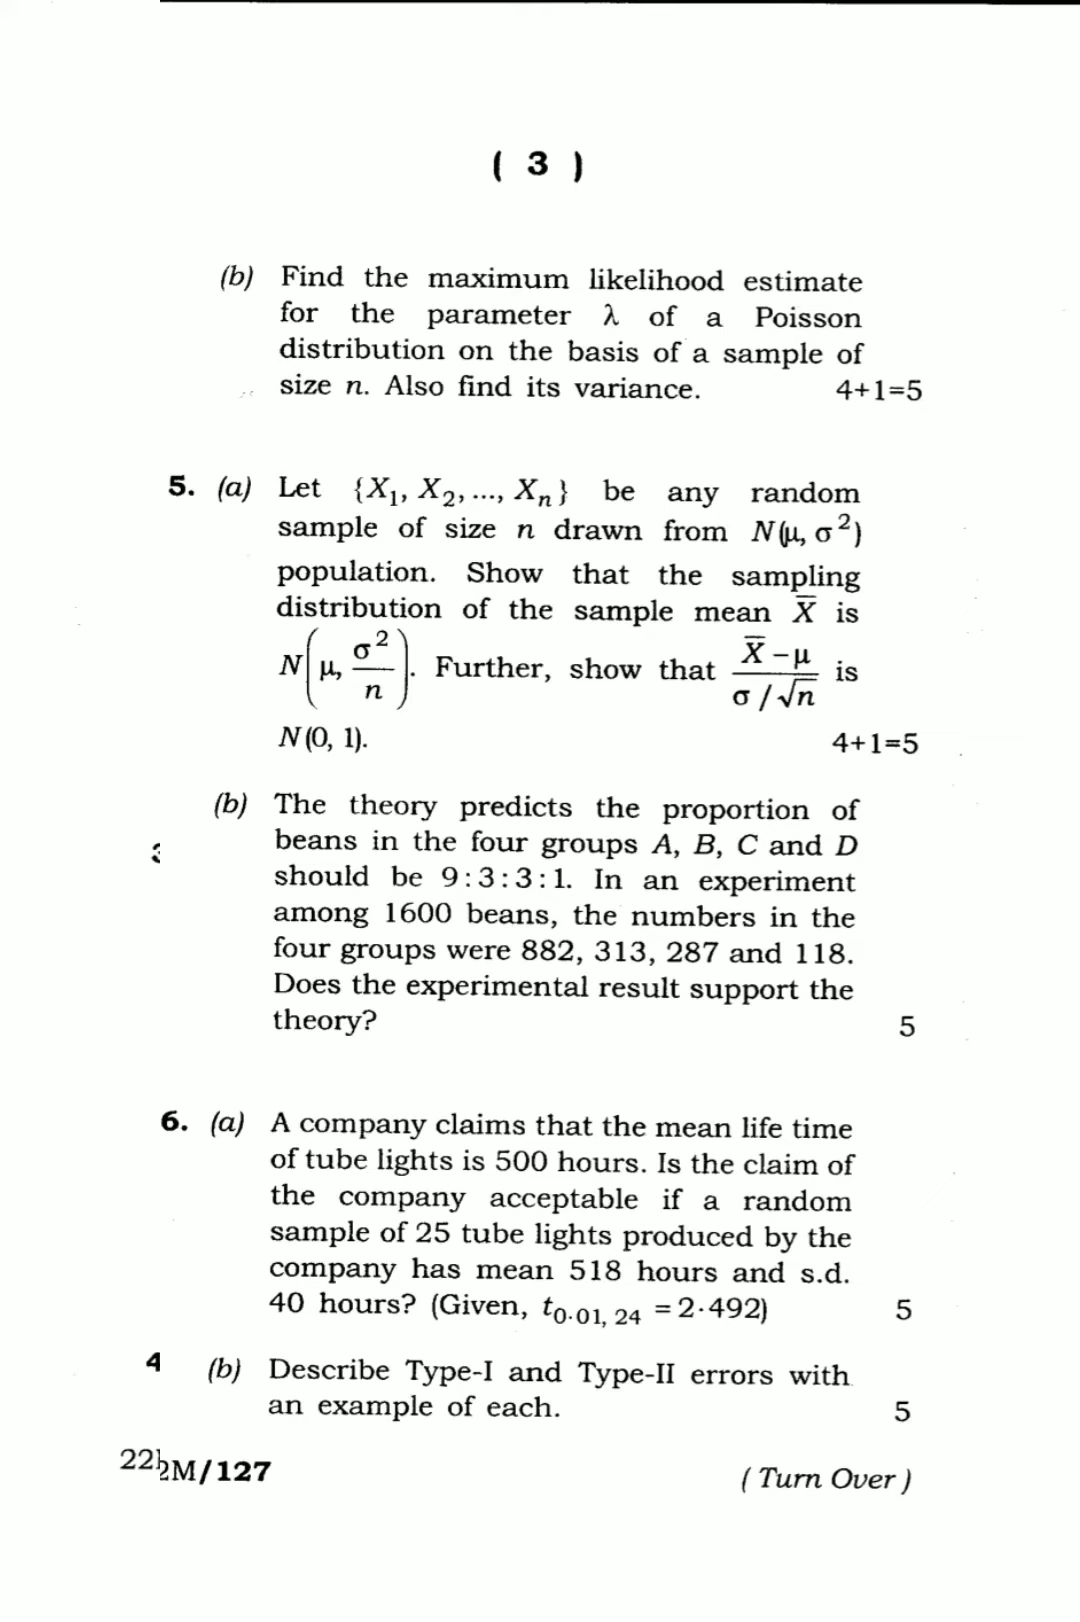 ( 3 )
(b) Find the maximum likelihood estimate
for the parameter λ of a Poisson
distribution on the basis of a sample of
size n. Also find its variance. 4+1=5
5. (a) Let {X₁, X₂, ..., Xₙ} be any random
sample of size n drawn from N(μ, σ²)
population. Show that the sampling
distribution of the sample mean X̄ is
N(μ, σ²/n). Further, show that (X̄ – μ)/(σ / √n) is
N(0, 1). 4+1=5
(b) The theory predicts the proportion of
beans in the four groups A, B, C and D
should be 9:3:3:1. In an experiment
among 1600 beans, the numbers in the
four groups were 882, 313, 287 and 118.
Does the experimental result support the
theory? 5
6. (a) A company claims that the mean life time
of tube lights is 500 hours. Is the claim of
the company acceptable if a random
sample of 25 tube lights produced by the
company has mean 518 hours and s.d.
40 hours? (Given, t₀.₀₁, ₂₄ = 2·492) 5
4 (b) Describe Type-I and Type-II errors with
an example of each. 5
22 2M/127 ( Turn Over )